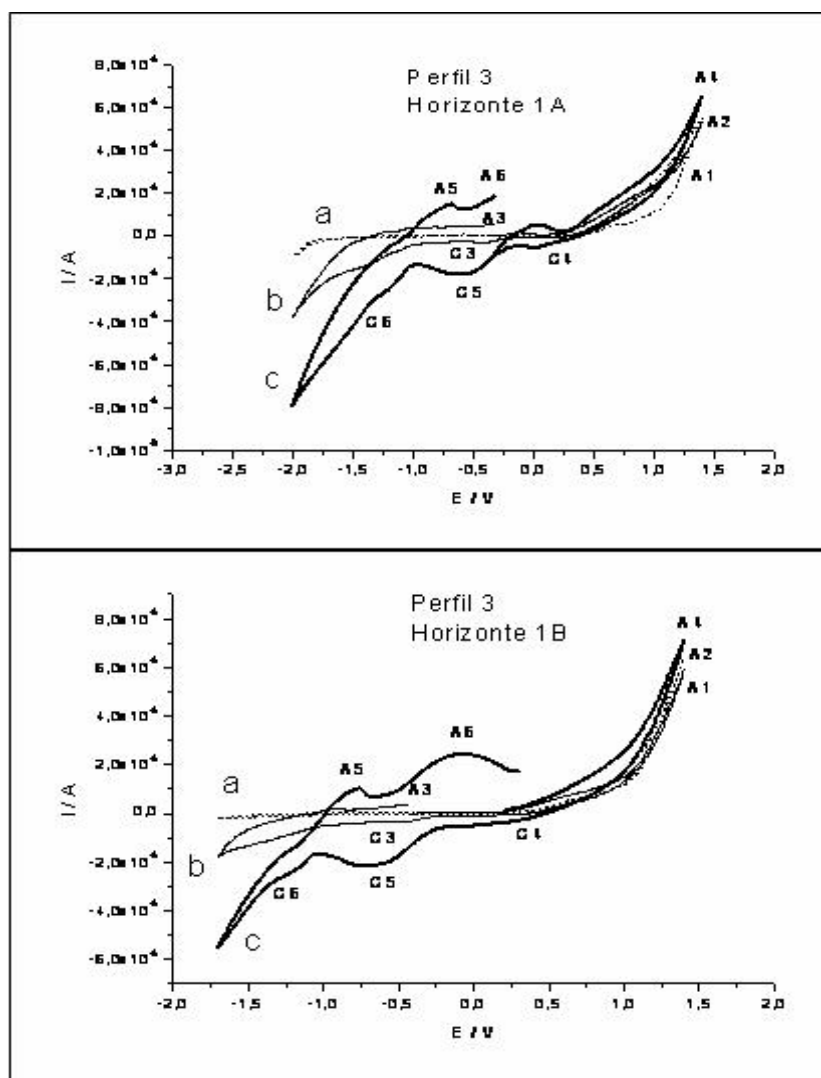 Perfil 3
Horizonte 1A
8,0x10⁻⁴
6,0x10⁻⁴
4,0x10⁻⁴
2,0x10⁻⁴
0,0
-2,0x10⁻⁴
-4,0x10⁻⁴
-6,0x10⁻⁴
-8,0x10⁻⁴
I / A
A4
A2
A1
A6
A5
A3
a
C3
C4
C5
C6
b
c
-3,0 -2,5 -2,0 -1,5 -1,0 -0,5 0,0 0,5 1,0 1,5 2,0
E / V
Perfil 3
Horizonte 1B
8,0x10⁻⁴
6,0x10⁻⁴
4,0x10⁻⁴
2,0x10⁻⁴
0,0
-2,0x10⁻⁴
-4,0x10⁻⁴
-6,0x10⁻⁴
I / A
A4
A2
A1
A6
A5
A3
a
C3
C4
C5
C6
b
c
-2,0 -1,5 -1,0 -0,5 0,0 0,5 1,0 1,5 2,0
E / V